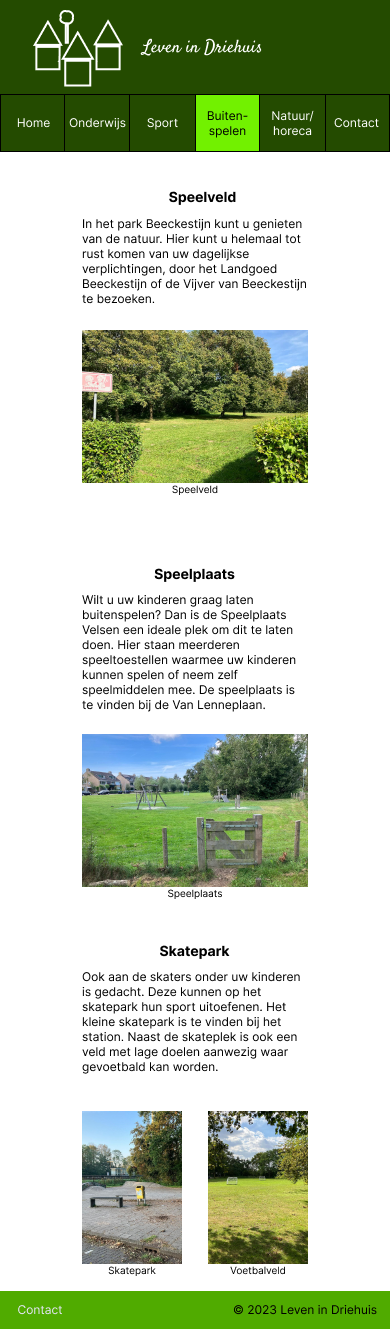 Leven in Driehuis
Home
Onderwijs
Sport
Buiten-
spelen
Natuur/
horeca
Contact
Speelveld
In het park Beeckestijn kunt u genieten
van de natuur. Hier kunt u helemaal tot
rust komen van uw dagelijkse
verplichtingen, door het Landgoed
Beeckestijn of de Vijver van Beeckestijn
te bezoeken.
Speelveld
Speelplaats
Wilt u uw kinderen graag laten
buitenspelen? Dan is de Speelplaats
Velsen een ideale plek om dit te laten
doen. Hier staan meerderen
speeltoestellen waarmee uw kinderen
kunnen spelen of neem zelf
speelmiddelen mee. De speelplaats is
te vinden bij de Van Lenneplaan.
Speelplaats
Skatepark
Ook aan de skaters onder uw kinderen
is gedacht. Deze kunnen op het
skatepark hun sport uitoefenen. Het
kleine skatepark is te vinden bij het
station. Naast de skateplek is ook een
veld met lage doelen aanwezig waar
gevoetbald kan worden.
Skatepark
Voetbalveld
Contact
© 2023 Leven in Driehuis